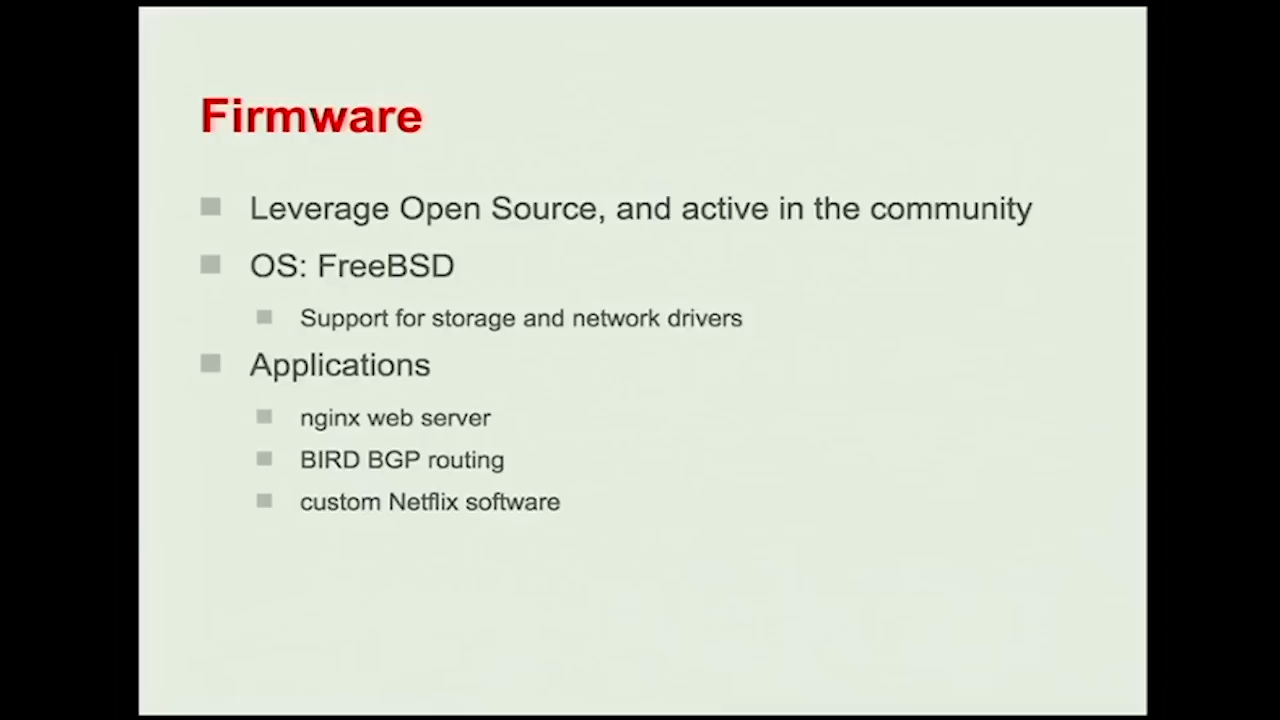 Firmware
Leverage Open Source, and active in the community
OS: FreeBSD
Support for storage and network drivers
Applications
nginx web server
BIRD BGP routing
custom Netflix software